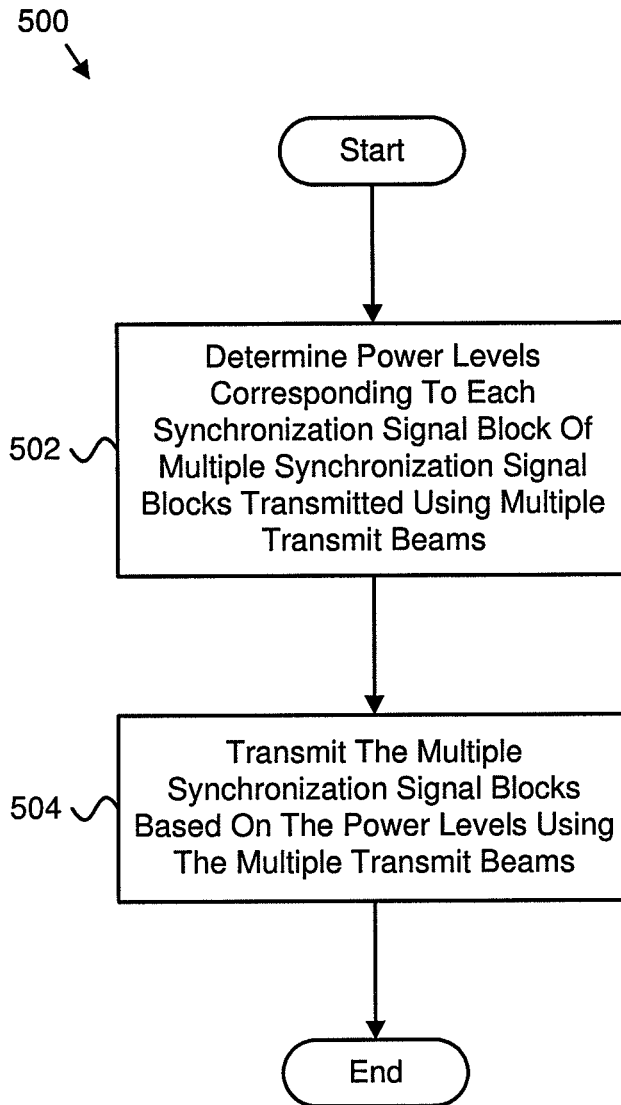 500
Start
Determine Power Levels
Corresponding To Each
Synchronization Signal Block Of
Multiple Synchronization Signal
Blocks Transmitted Using Multiple
Transmit Beams
502
Transmit The Multiple
Synchronization Signal Blocks
Based On The Power Levels Using
The Multiple Transmit Beams
504
End